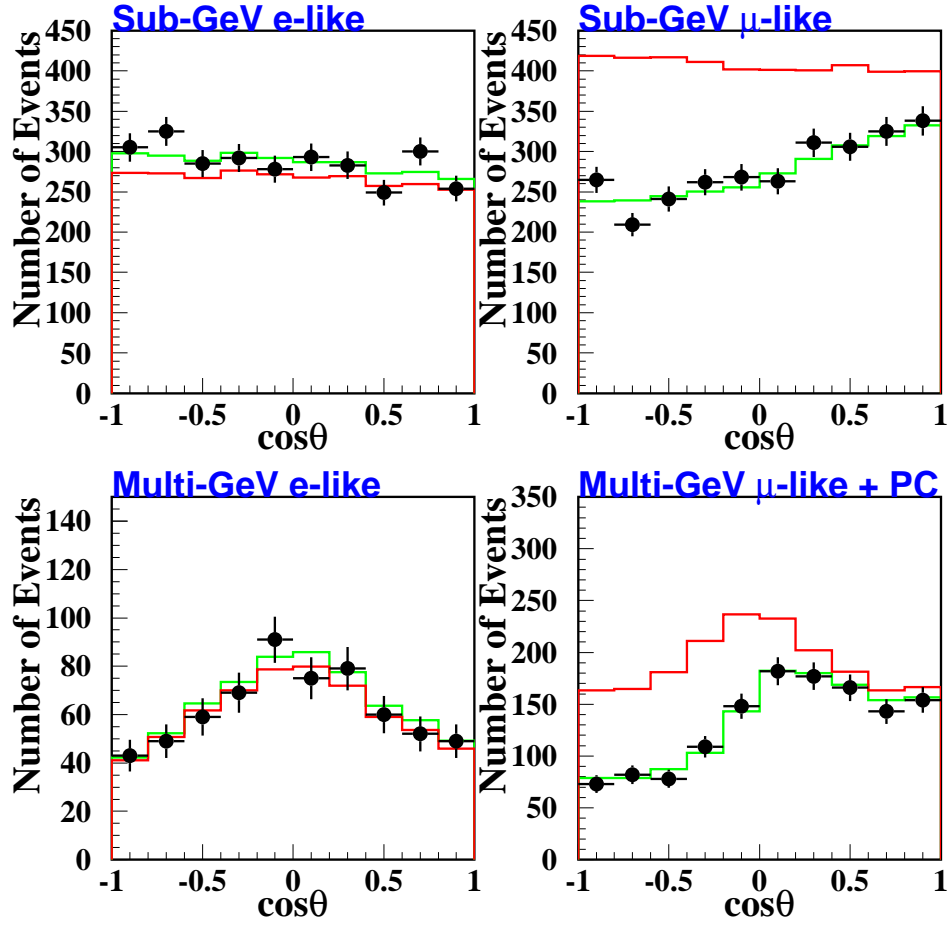 Sub-GeV e-like
Number of Events
450
400
350
300
250
200
150
100
50
0
-1 -0.5 0 0.5 1
cosθ
Sub-GeV μ-like
Number of Events
450
400
350
300
250
200
150
100
50
0
-1 -0.5 0 0.5 1
cosθ
Multi-GeV e-like
Number of Events
140
120
100
80
60
40
20
0
-1 -0.5 0 0.5 1
cosθ
Multi-GeV μ-like + PC
Number of Events
350
300
250
200
150
100
50
0
-1 -0.5 0 0.5 1
cosθ